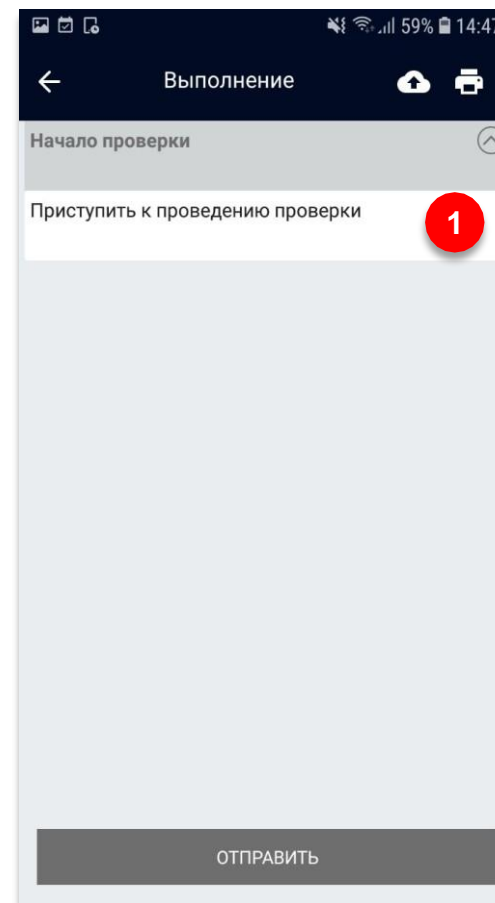 59% 14:47
Выполнение
Начало проверки
Приступить к проведению проверки
1
ОТПРАВИТЬ